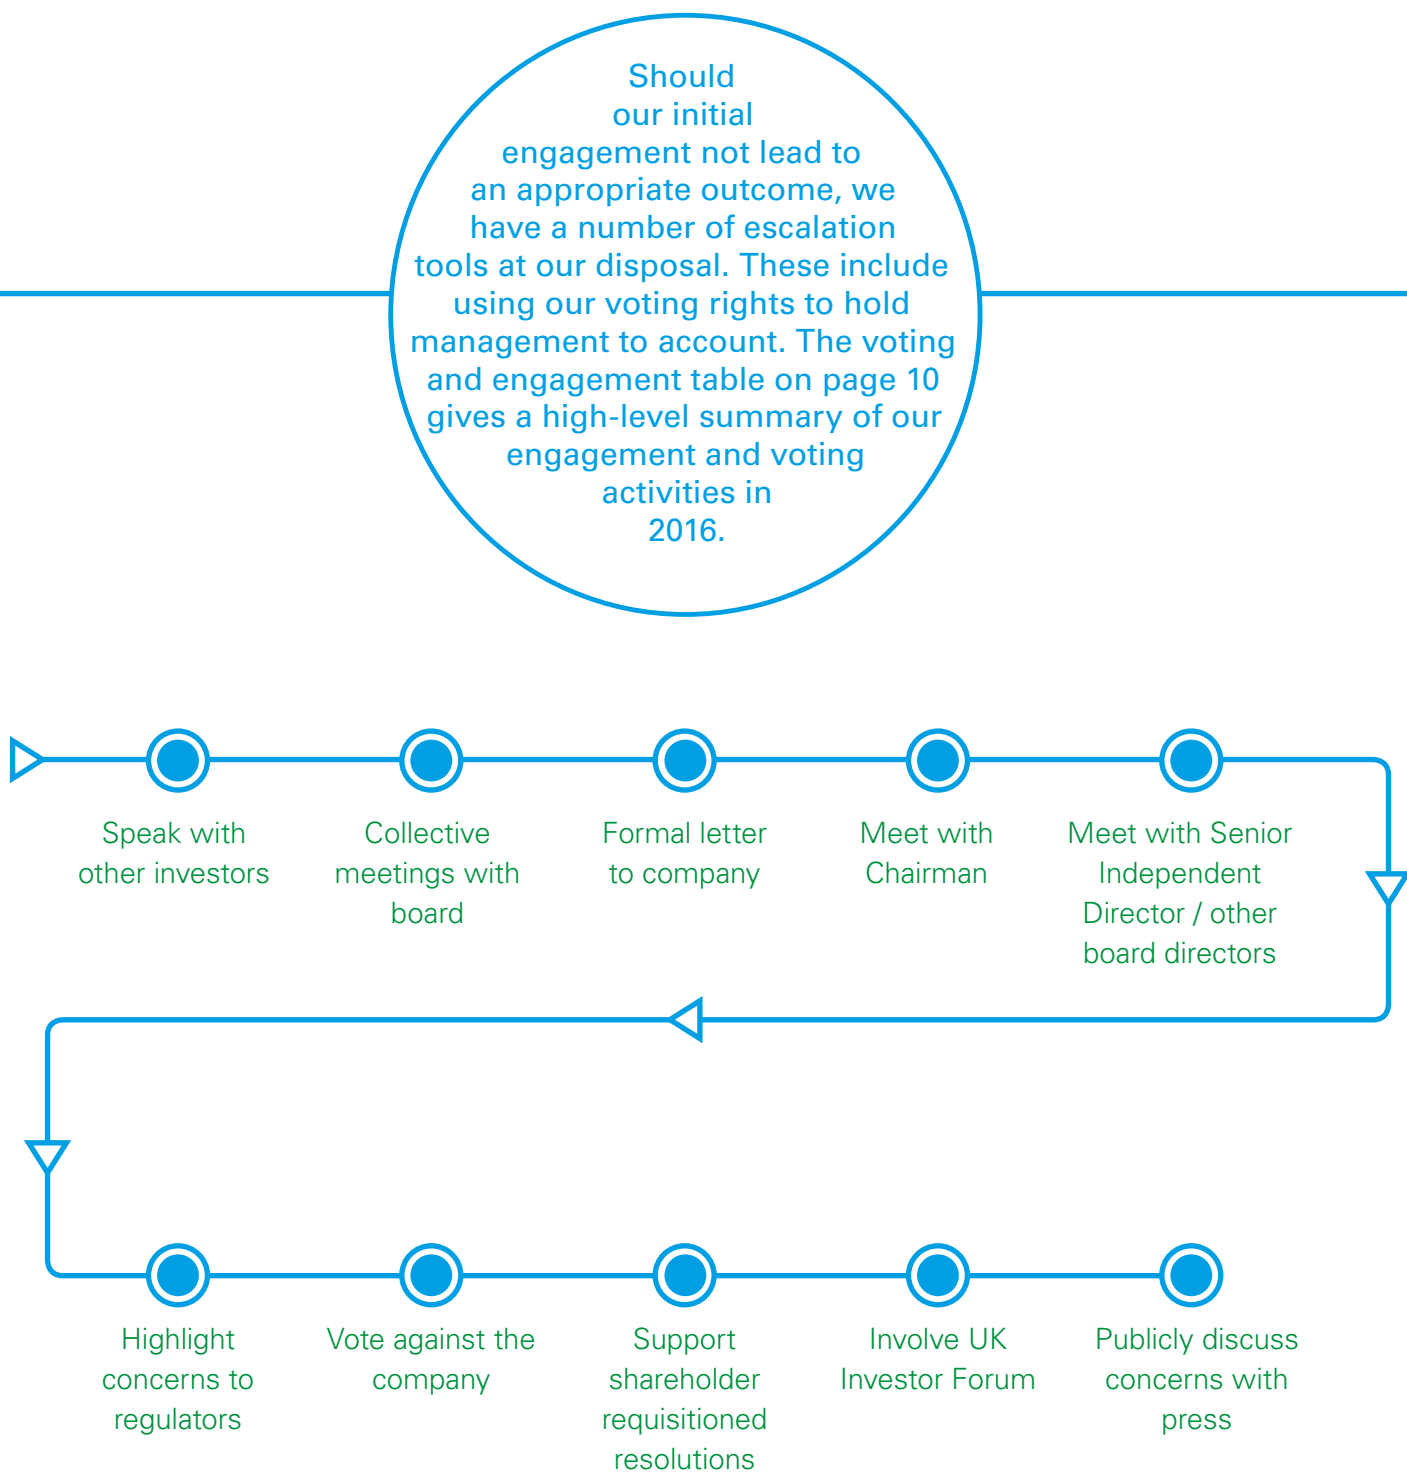 Should
our initial
engagement not lead to
an appropriate outcome, we
have a number of escalation
tools at our disposal. These include
using our voting rights to hold
management to account. The voting
and engagement table on page 10
gives a high-level summary of our
engagement and voting
activities in
2016.
Speak with
other investors
Collective
meetings with
board
Formal letter
to company
Meet with
Chairman
Meet with Senior
Independent
Director / other
board directors
Highlight
concerns to
regulators
Vote against the
company
Support
shareholder
requisitioned
resolutions
Involve UK
Investor Forum
Publicly discuss
concerns with
press